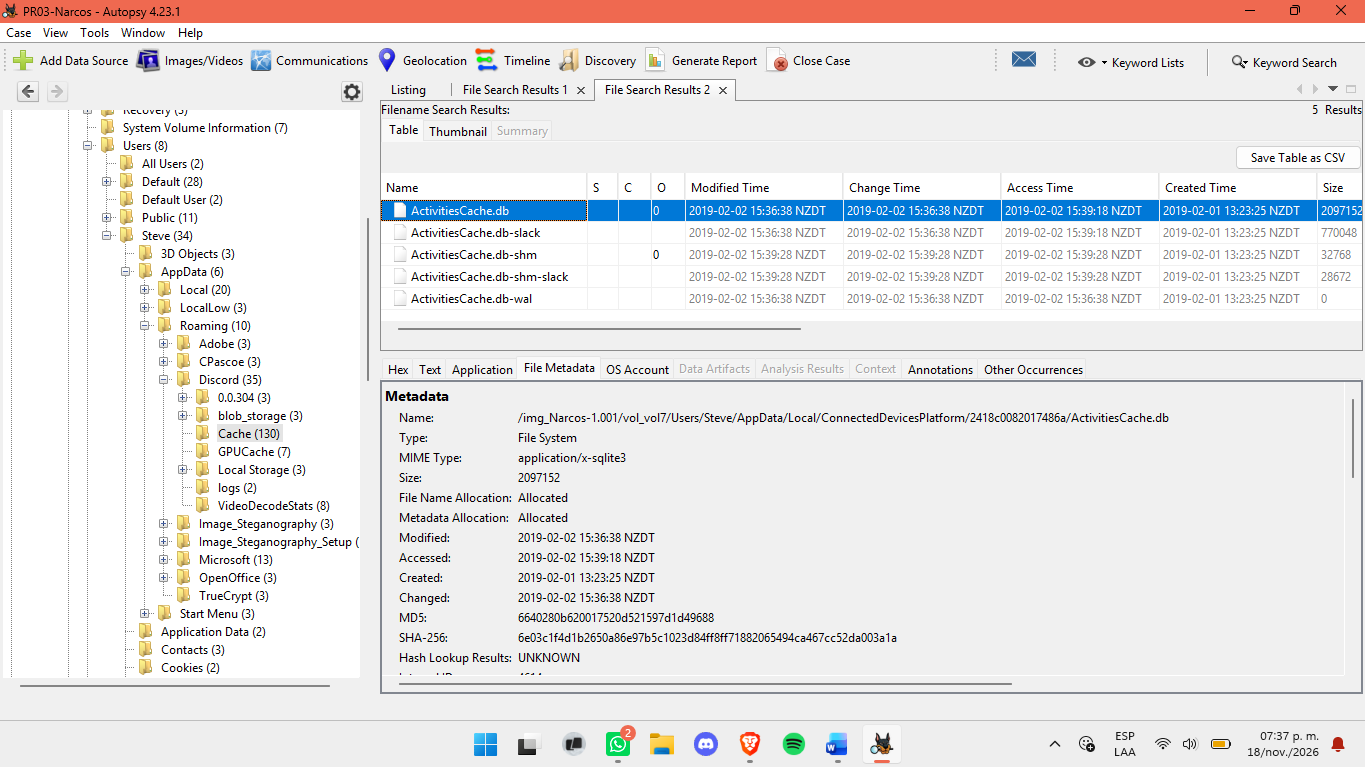 PR03-Narcos - Autopsy 4.23.1
Case View Tools Window Help
Add Data Source Images/Videos Communications Geolocation Timeline Discovery Generate Report Close Case Keyword Lists Keyword Search
Listing File Search Results 1 File Search Results 2
Filename Search Results: 5 Results
Table Thumbnail Summary
Save Table as CSV
Name S C O Modified Time Change Time Access Time Created Time Size
ActivitiesCache.db 0 2019-02-02 15:36:38 NZDT 2019-02-02 15:36:38 NZDT 2019-02-02 15:39:18 NZDT 2019-02-01 13:23:25 NZDT 2097152
ActivitiesCache.db-slack 2019-02-02 15:36:38 NZDT 2019-02-02 15:36:38 NZDT 2019-02-02 15:39:18 NZDT 2019-02-01 13:23:25 NZDT 770048
ActivitiesCache.db-shm 0 2019-02-02 15:39:28 NZDT 2019-02-02 15:39:28 NZDT 2019-02-02 15:39:28 NZDT 2019-02-01 13:23:25 NZDT 32768
ActivitiesCache.db-shm-slack 2019-02-02 15:39:28 NZDT 2019-02-02 15:39:28 NZDT 2019-02-02 15:39:28 NZDT 2019-02-01 13:23:25 NZDT 28672
ActivitiesCache.db-wal 2019-02-02 15:36:38 NZDT 2019-02-02 15:36:38 NZDT 2019-02-02 15:36:38 NZDT 2019-02-01 13:23:25 NZDT 0
System Volume Information (7)
Users (8)
All Users (2)
Default (28)
Default User (2)
Public (11)
Steve (34)
3D Objects (3)
AppData (6)
Local (20)
LocalLow (3)
Roaming (10)
Adobe (3)
CPascoe (3)
Discord (35)
0.0.304 (3)
blob_storage (3)
Cache (130)
GPUCache (7)
Local Storage (3)
logs (2)
VideoDecodeStats (8)
Image_Steganography (3)
Image_Steganography_Setup (
Microsoft (13)
OpenOffice (3)
TrueCrypt (3)
Start Menu (3)
Application Data (2)
Contacts (3)
Cookies (2)
Hex Text Application File Metadata OS Account Data Artifacts Analysis Results Context Annotations Other Occurrences
Metadata
Name: /img_Narcos-1.001/vol_vol7/Users/Steve/AppData/Local/ConnectedDevicesPlatform/2418c0082017486a/ActivitiesCache.db
Type: File System
MIME Type: application/x-sqlite3
Size: 2097152
File Name Allocation: Allocated
Metadata Allocation: Allocated
Modified: 2019-02-02 15:36:38 NZDT
Accessed: 2019-02-02 15:39:18 NZDT
Created: 2019-02-01 13:23:25 NZDT
Changed: 2019-02-02 15:36:38 NZDT
MD5: 6640280b620017520d521597d1d49688
SHA-256: 6e03c1f4d1b2650a86e97b5c1023d84ff8ff71882065494ca467cc52da003a1a
Hash Lookup Results: UNKNOWN
2
ESP
LAA
07:37 p. m.
18/nov./2026